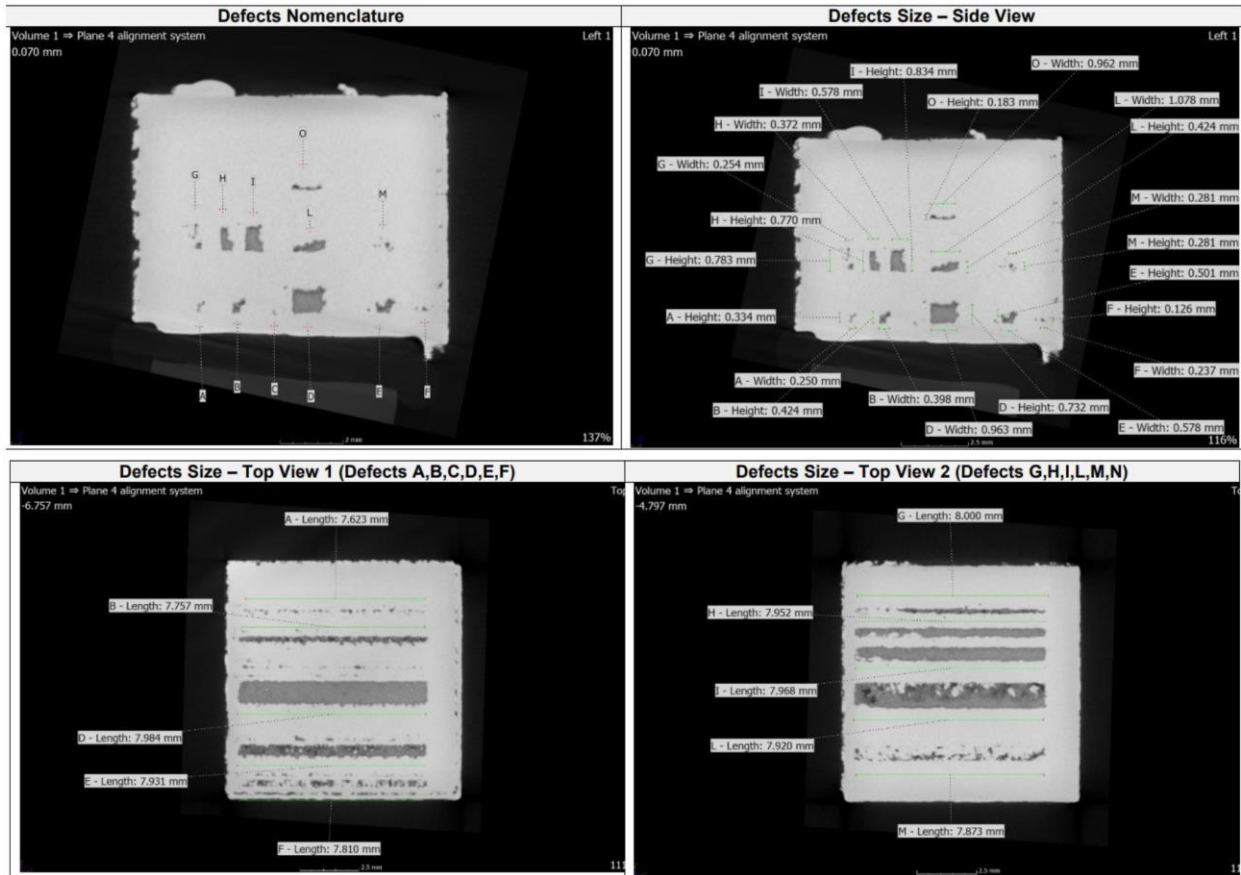 Defects Nomenclature
Volume 1 ⇒ Plane 4 alignment system
Left 1
0.070 mm
O
G
H
I
M
L
A
B
C
D
E
F
2 mm
137%
Defects Size – Side View
Volume 1 ⇒ Plane 4 alignment system
Left 1
0.070 mm
O - Width: 0.962 mm
I - Height: 0.834 mm
I - Width: 0.578 mm
O - Height: 0.183 mm
L - Width: 1.078 mm
H - Width: 0.372 mm
L - Height: 0.424 mm
G - Width: 0.254 mm
M - Width: 0.281 mm
H - Height: 0.770 mm
M - Height: 0.281 mm
G - Height: 0.783 mm
E - Height: 0.501 mm
A - Height: 0.334 mm
F - Height: 0.126 mm
F - Width: 0.237 mm
A - Width: 0.250 mm
B - Width: 0.398 mm
D - Height: 0.732 mm
B - Height: 0.424 mm
D - Width: 0.963 mm
E - Width: 0.578 mm
2.5 mm
116%
Defects Size – Top View 1 (Defects A,B,C,D,E,F)
Volume 1 ⇒ Plane 4 alignment system
-6.757 mm
A - Length: 7.623 mm
B - Length: 7.757 mm
D - Length: 7.984 mm
E - Length: 7.931 mm
F - Length: 7.810 mm
2.5 mm
Defects Size – Top View 2 (Defects G,H,I,L,M,N)
Volume 1 ⇒ Plane 4 alignment system
-4.797 mm
G - Length: 8.000 mm
H - Length: 7.952 mm
I - Length: 7.968 mm
L - Length: 7.920 mm
M - Length: 7.873 mm
2.5 mm